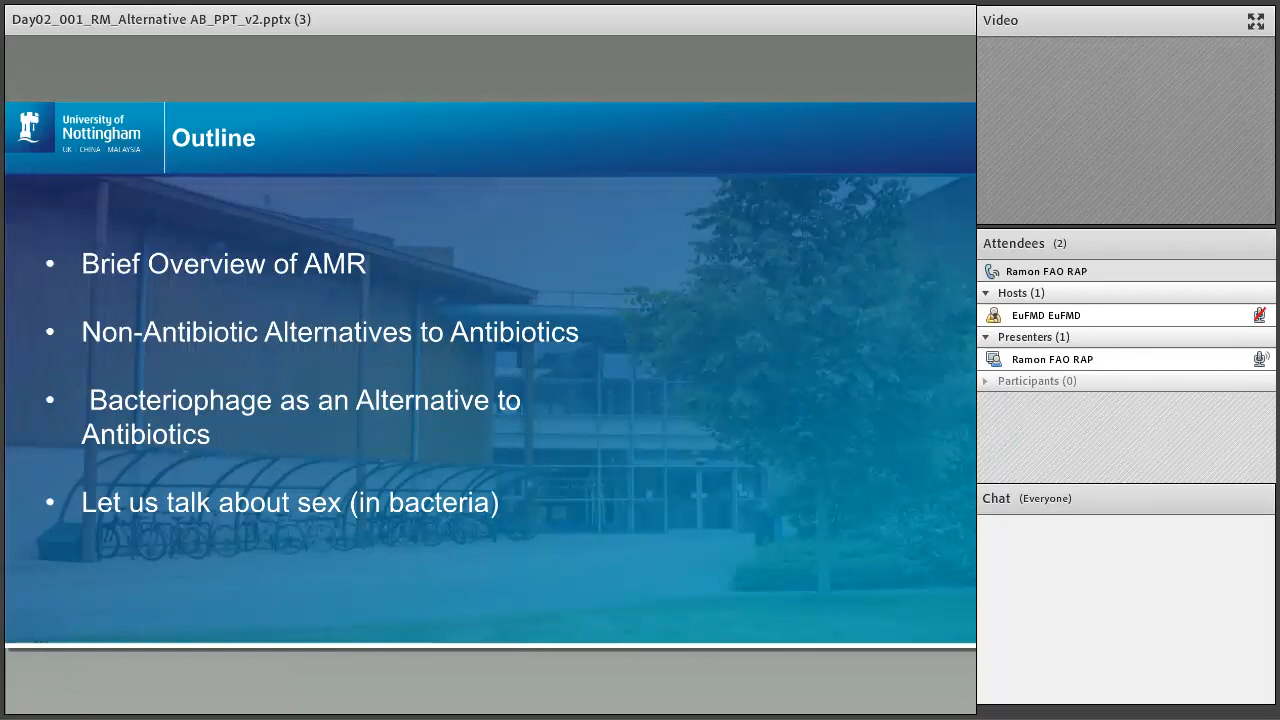 Day02_001_RM_Alternative AB_PPT_v2.pptx (3)
University of
Nottingham
UK | CHINA | MALAYSIA
Outline
• Brief Overview of AMR
• Non-Antibiotic Alternatives to Antibiotics
• Bacteriophage as an Alternative to
Antibiotics
• Let us talk about sex (in bacteria)
Video
Attendees (2)
Ramon FAO RAP
Hosts (1)
EuFMD EuFMD
Presenters (1)
Ramon FAO RAP
Participants (0)
Chat (Everyone)